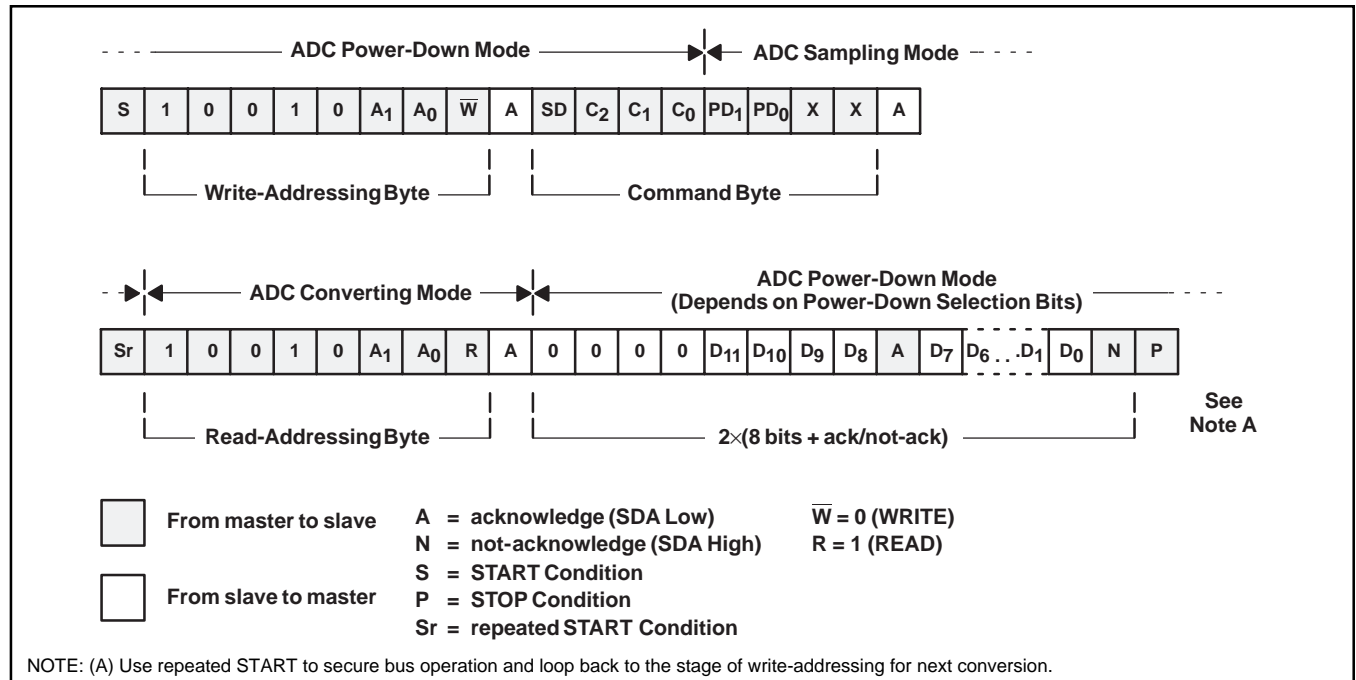 ADC Power-Down Mode ADC Sampling Mode
S 1 0 0 1 0 A1 A0 W̅ A SD C2 C1 C0 PD1 PD0 X X A
Write-Addressing Byte Command Byte
ADC Converting Mode ADC Power-Down Mode
(Depends on Power-Down Selection Bits)
Sr 1 0 0 1 0 A1 A0 R A 0 0 0 0 D11 D10 D9 D8 A D7 D6 . . .D1 D0 N P
Read-Addressing Byte 2×(8 bits + ack/not-ack) See
Note A
From master to slave A = acknowledge (SDA Low) W̅ = 0 (WRITE)
N = not-acknowledge (SDA High) R = 1 (READ)
S = START Condition
From slave to master P = STOP Condition
Sr = repeated START Condition
NOTE: (A) Use repeated START to secure bus operation and loop back to the stage of write-addressing for next conversion.